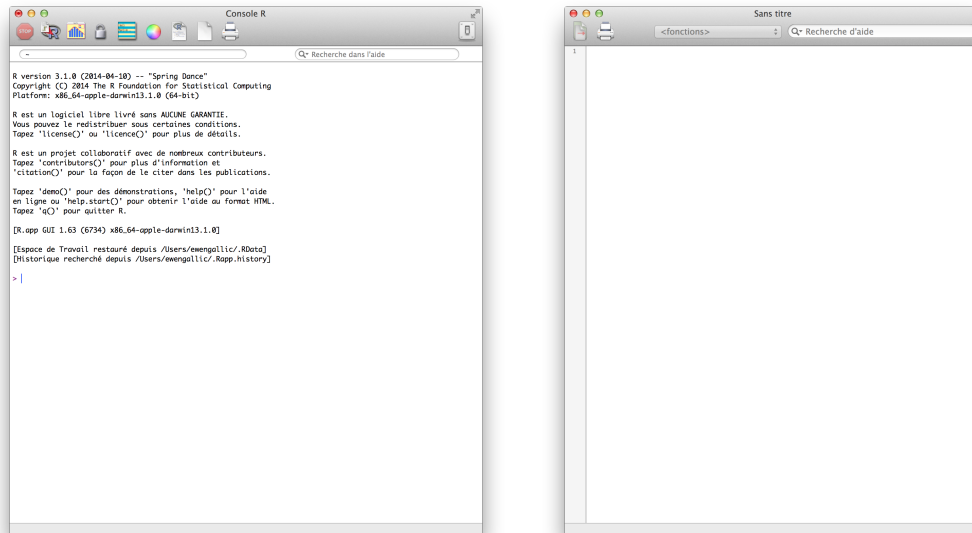 Console R
STOP
~
Recherche dans l'aide
R version 3.1.0 (2014-04-10) -- "Spring Dance"
Copyright (C) 2014 The R Foundation for Statistical Computing
Platform: x86_64-apple-darwin13.1.0 (64-bit)
R est un logiciel libre livré sans AUCUNE GARANTIE.
Vous pouvez le redistribuer sous certaines conditions.
Tapez 'license()' ou 'licence()' pour plus de détails.
R est un projet collaboratif avec de nombreux contributeurs.
Tapez 'contributors()' pour plus d'information et
'citation()' pour la façon de le citer dans les publications.
Tapez 'demo()' pour des démonstrations, 'help()' pour l'aide
en ligne ou 'help.start()' pour obtenir l'aide au format HTML.
Tapez 'q()' pour quitter R.
[R.app GUI 1.63 (6734) x86_64-apple-darwin13.1.0]
[Espace de Travail restauré depuis /Users/ewengallic/.RData]
[Historique recherché depuis /Users/ewengallic/.Rapp.history]
>
Sans titre
<fonctions>
Recherche d'aide
1